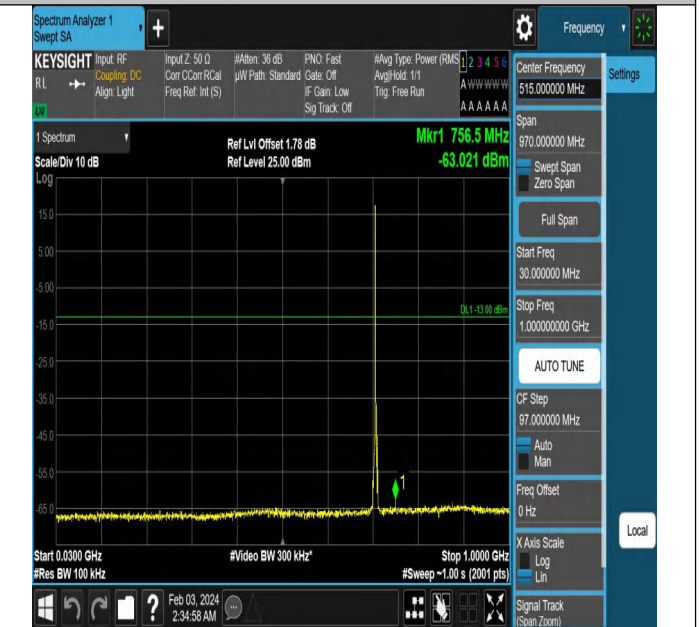 Spectrum Analyzer 1
Swept SA
Frequency
KEYSIGHT
RL
LXI
Input: RF
Coupling: DC
Align: Light
Input Z: 50 Ω
Corr CCorr RCal
Freq Ref: Int (S)
#Atten: 36 dB
µW Path: Standard
PNO: Fast
Gate: Off
IF Gain: Low
Sig Track: Off
#Avg Type: Power (RMS
Avg|Hold: 1/1
Trig: Free Run
1 2 3 4 5 6
A W W W W W
A A A A A A
1 Spectrum
Scale/Div 10 dB
Log
Ref Lvl Offset 1.78 dB
Ref Level 25.00 dBm
Mkr1 756.5 MHz
-63.021 dBm
15.0
5.00
-5.00
-15.0
-25.0
-35.0
-45.0
-55.0
-65.0
DL1 -13.00 dBm
1
Start 0.0300 GHz
#Res BW 100 kHz
#Video BW 300 kHz*
Stop 1.0000 GHz
#Sweep ~1.00 s (2001 pts)
Feb 03, 2024
2:34:58 AM
?
Settings
Center Frequency
515.000000 MHz
Span
970.000000 MHz
Swept Span
Zero Span
Full Span
Start Freq
30.000000 MHz
Stop Freq
1.000000000 GHz
AUTO TUNE
CF Step
97.000000 MHz
Auto
Man
Freq Offset
0 Hz
X Axis Scale
Log
Lin
Signal Track
(Span Zoom)
Local